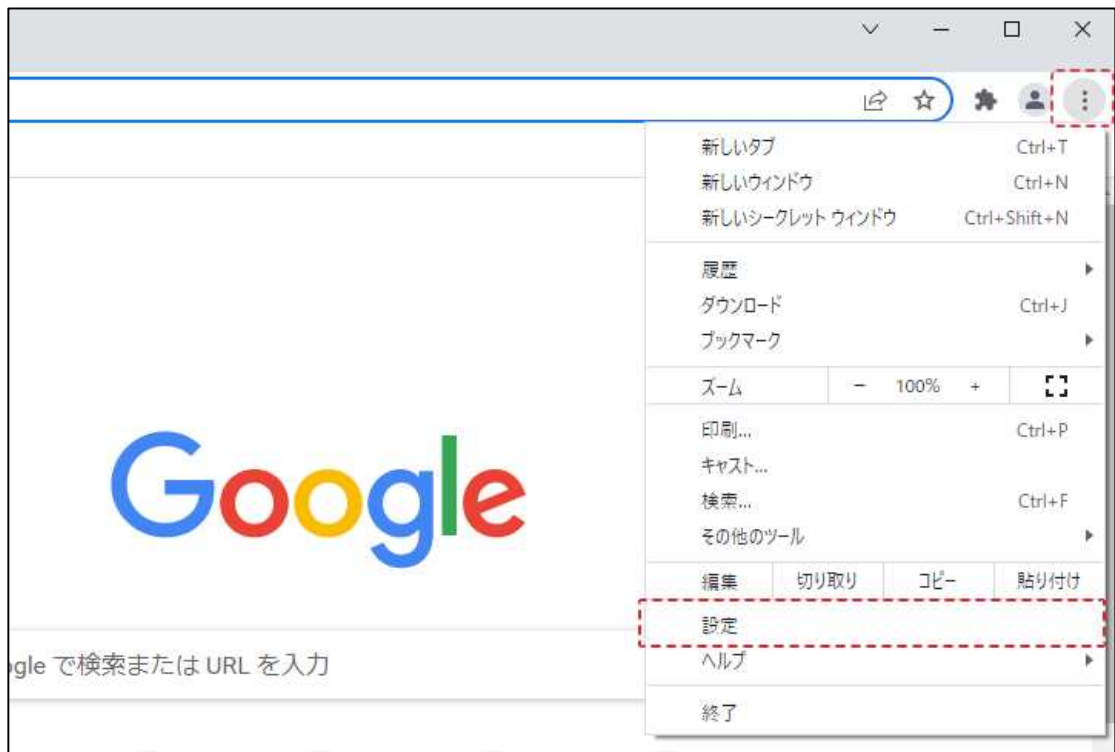 新しいタブ Ctrl+T
新しいウィンドウ Ctrl+N
新しいシークレット ウィンドウ Ctrl+Shift+N
履歴
ダウンロード Ctrl+J
ブックマーク
ズーム － 100% +
印刷... Ctrl+P
キャスト...
検索... Ctrl+F
その他のツール
編集 切り取り コピー 貼り付け
設定
ヘルプ
終了
Google
ogle で検索または URL を入力